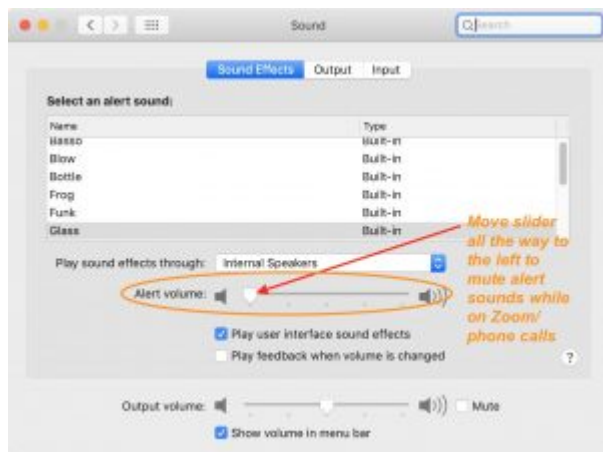 Sound
Search
Sound Effects Output Input
Select an alert sound:
Name Type
Basso Built-in
Blow Built-in
Bottle Built-in
Frog Built-in
Funk Built-in
Glass Built-in
Move slider
all the way to
the left to
mute alert
sounds while
on Zoom/
phone calls
Play sound effects through: Internal Speakers
Alert volume:
Play user interface sound effects
Play feedback when volume is changed
?
Output volume: Mute
Show volume in menu bar